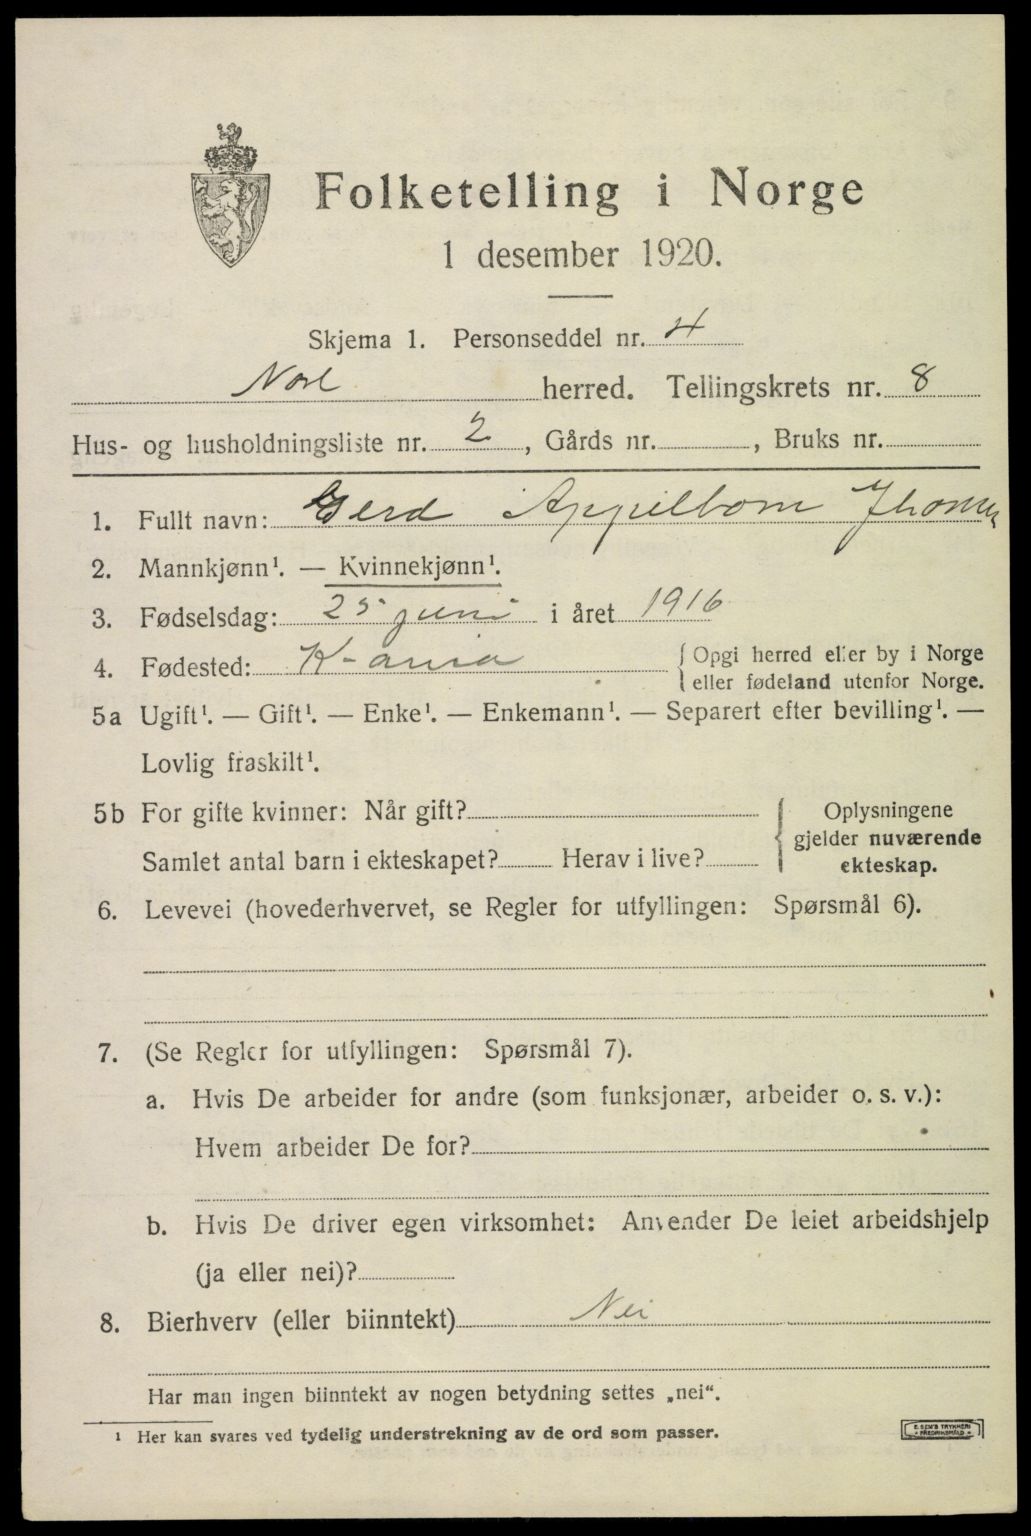 Folketelling i Norge
1 desember 1920.
Skjema 1. Personseddel nr. 4
herred. Tellingskrets nr. 8
Hus- og husholdningsliste nr. 2, Gårds nr. , Bruks nr.
1. Fullt navn: Gerd Appelbom
2. Mannkjønn¹. — Kvinnekjønn¹.
3. Fødselsdag: 25 juni i året 1916
4. Fødested: K-ania {Opgi herred eller by i Norge
eller fødeland utenfor Norge.
5a Ugift¹. — Gift¹. — Enke¹. — Enkemann¹. — Separert efter bevilling¹. —
Lovlig fraskilt¹.
5b For gifte kvinner: Når gift?
Samlet antal barn i ekteskapet? Herav i live?
{Oplysningene
gjelder nuværende
ekteskap.
6. Levevei (hovederhvervet, se Regler for utfyllingen: Spørsmål 6).
7. (Se Regler for utfyllingen: Spørsmål 7).
a. Hvis De arbeider for andre (som funksjonær, arbeider o. s. v.):
Hvem arbeider De for?
b. Hvis De driver egen virksomhet: Anvender De leiet arbeidshjelp
(ja eller nei)?
8. Bierhverv (eller biinntekt) Nei
Har man ingen biinntekt av nogen betydning settes „nei“.
¹ Her kan svares ved tydelig understrekning av de ord som passer.
E. SEM'S TRYKKERI
FREDRIKSHALD